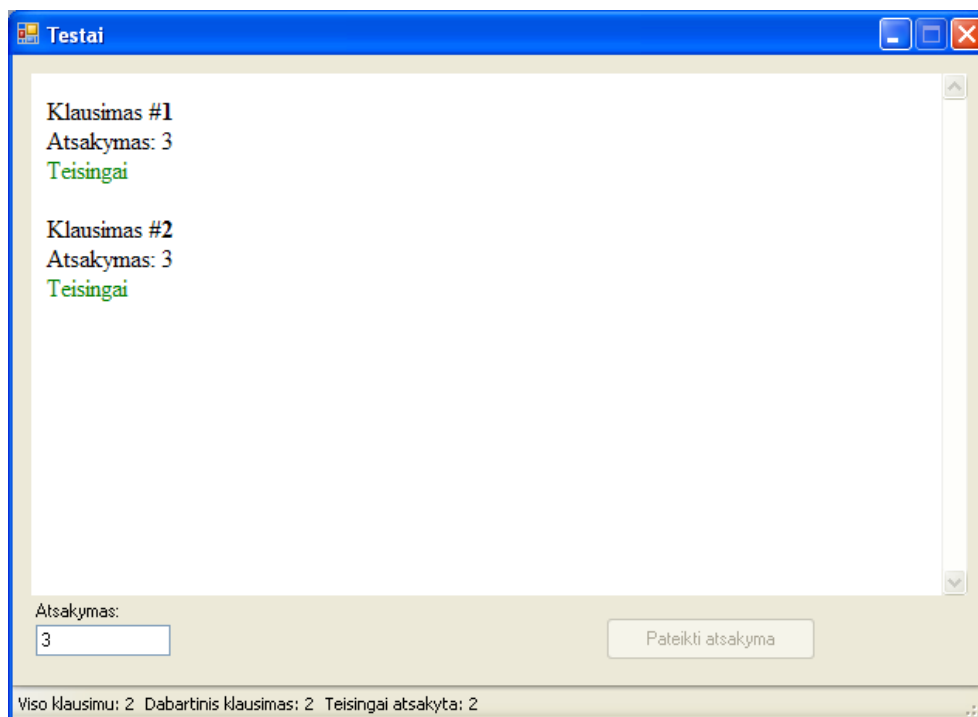 Testai
Klausimas #1
Atsakymas: 3
Teisingai
Klausimas #2
Atsakymas: 3
Teisingai
Atsakymas:
3
Pateikti atsakyma
Viso klausimu: 2 Dabartinis klausimas: 2 Teisingai atsakyta: 2